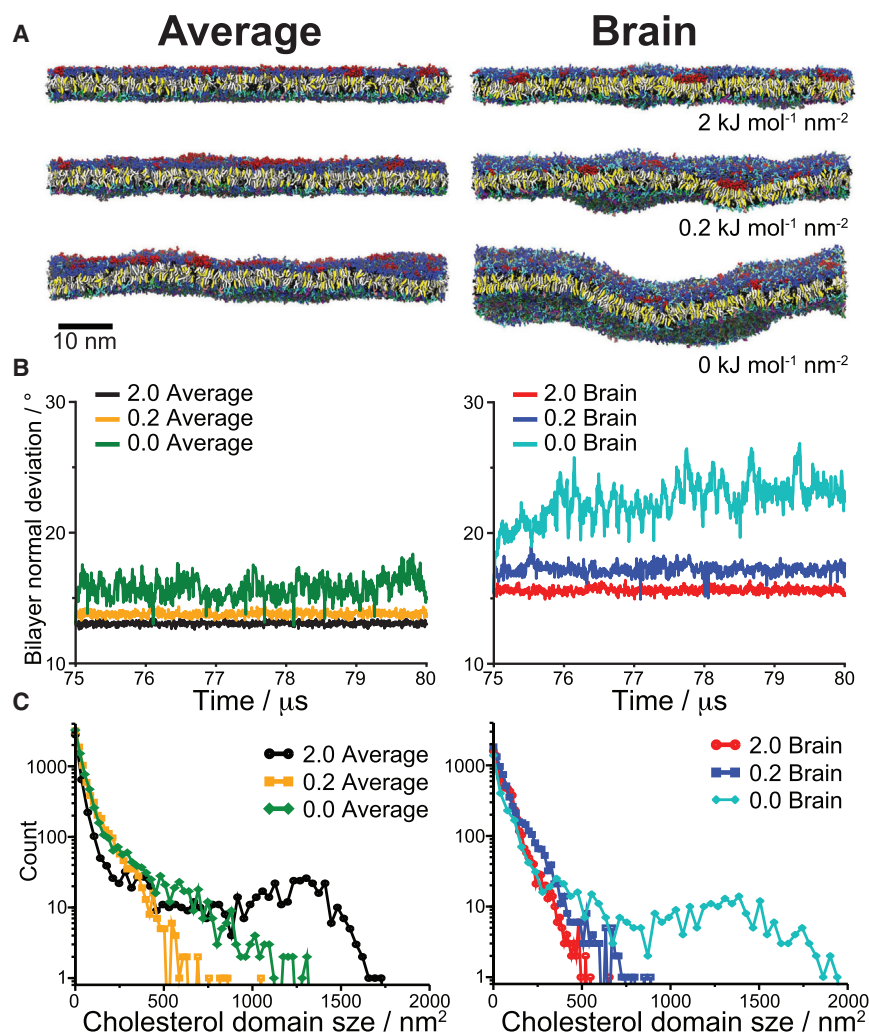 A
Average
Brain
2 kJ mol⁻¹ nm⁻²
0.2 kJ mol⁻¹ nm⁻²
0 kJ mol⁻¹ nm⁻²
10 nm
B
Bilayer normal deviation / °
30
20
10
2.0 Average
0.2 Average
0.0 Average
75 76 77 78 79 80
Time / μs
30
20
10
2.0 Brain
0.2 Brain
0.0 Brain
75 76 77 78 79 80
Time / μs
C
Count
1000
100
10
1
2.0 Average
0.2 Average
0.0 Average
0 500 1000 1500 2000
Cholesterol domain sze / nm²
1000
100
10
1
2.0 Brain
0.2 Brain
0.0 Brain
0 500 1000 1500 2000
Cholesterol domain sze / nm²